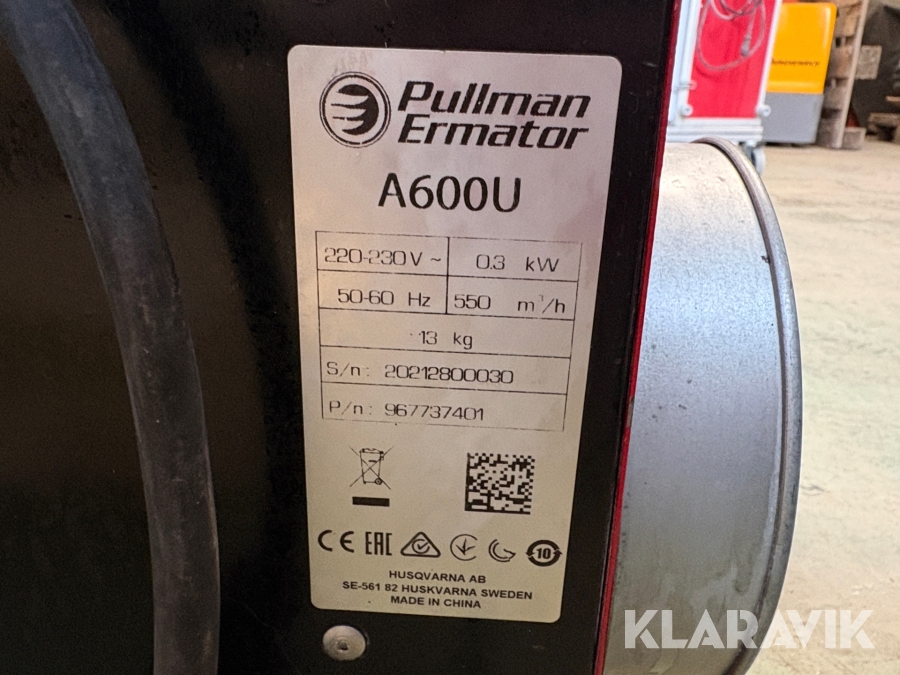 Pullman
Ermator
A600U
220-230 V ~ 0.3 kW
50-60 Hz 550 m³/h
13 kg
S/n: 20212800030
P/n: 967737401
CE EAC
10
HUSQVARNA AB
SE-561 82 HUSKVARNA SWEDEN
MADE IN CHINA
KLARAVIK